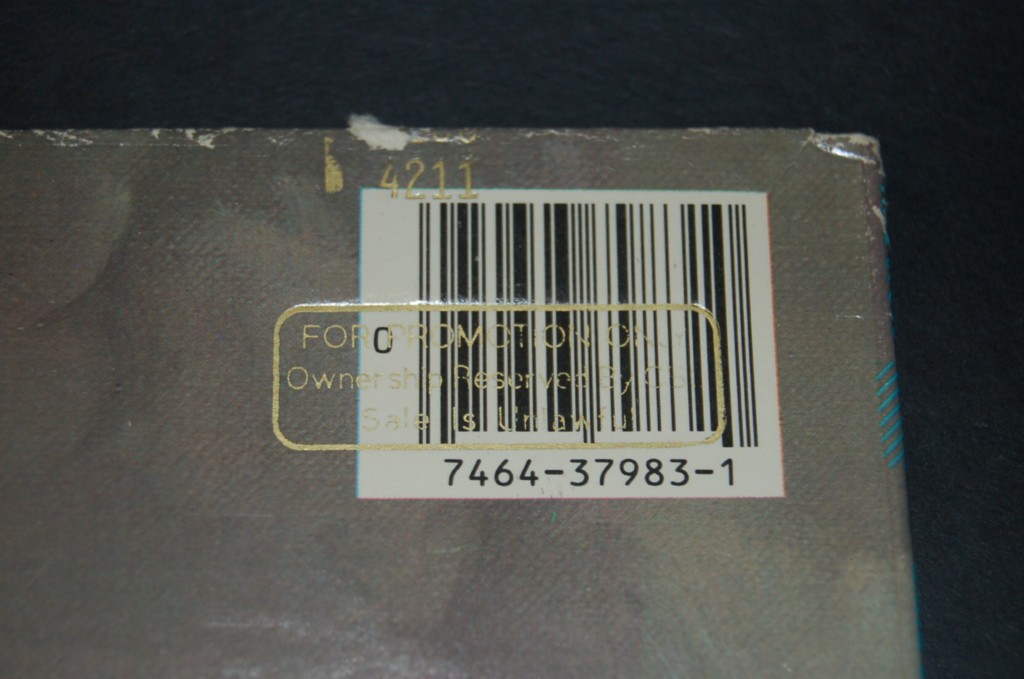 4211
FOR PROMOTION ONLY
0
Ownership Reserved By CBS
Sale Is Unlawful
7464-37983-1